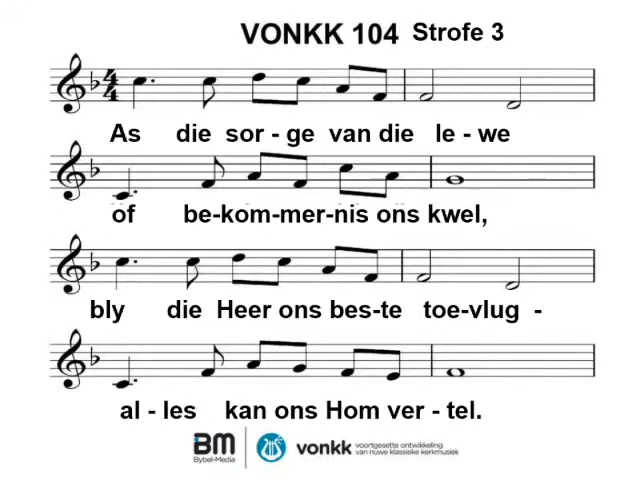 VONKK 104 Strofe 3
4
4
As die sor - ge van die le - we
of be-kom-mer-nis ons kwel,
bly die Heer ons bes-te toe-vlug -
al - les kan ons Hom ver - tel.
BM Bybel-Media vonkk voortgesette ontwikkeling
van nuwe klassieke kerkmusiek